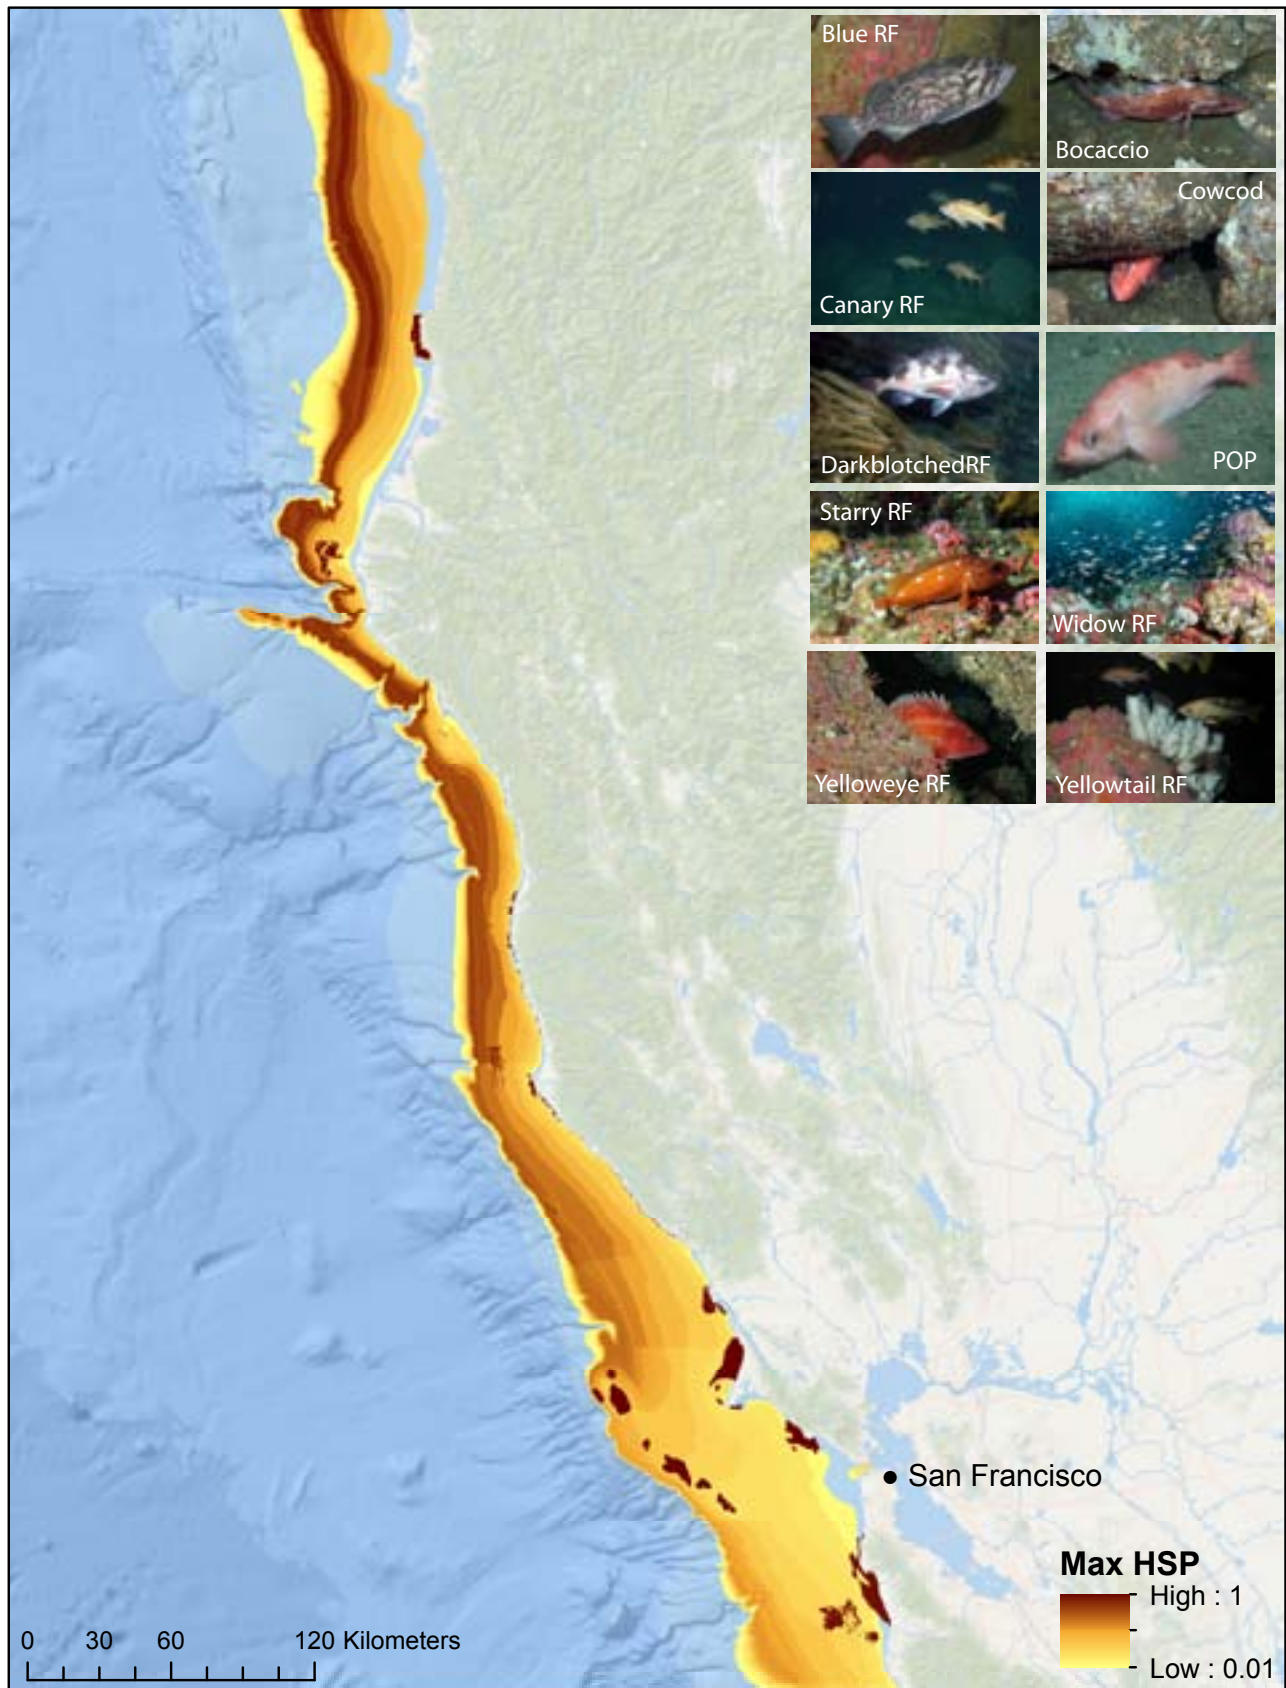 Blue RF
Bocaccio
Cowcod
Canary RF
DarkblotchedRF
POP
Starry RF
Widow RF
Yelloweye RF
Yellowtail RF
San Francisco
Max HSP
High : 1
Low : 0.01
0 30 60 120 Kilometers